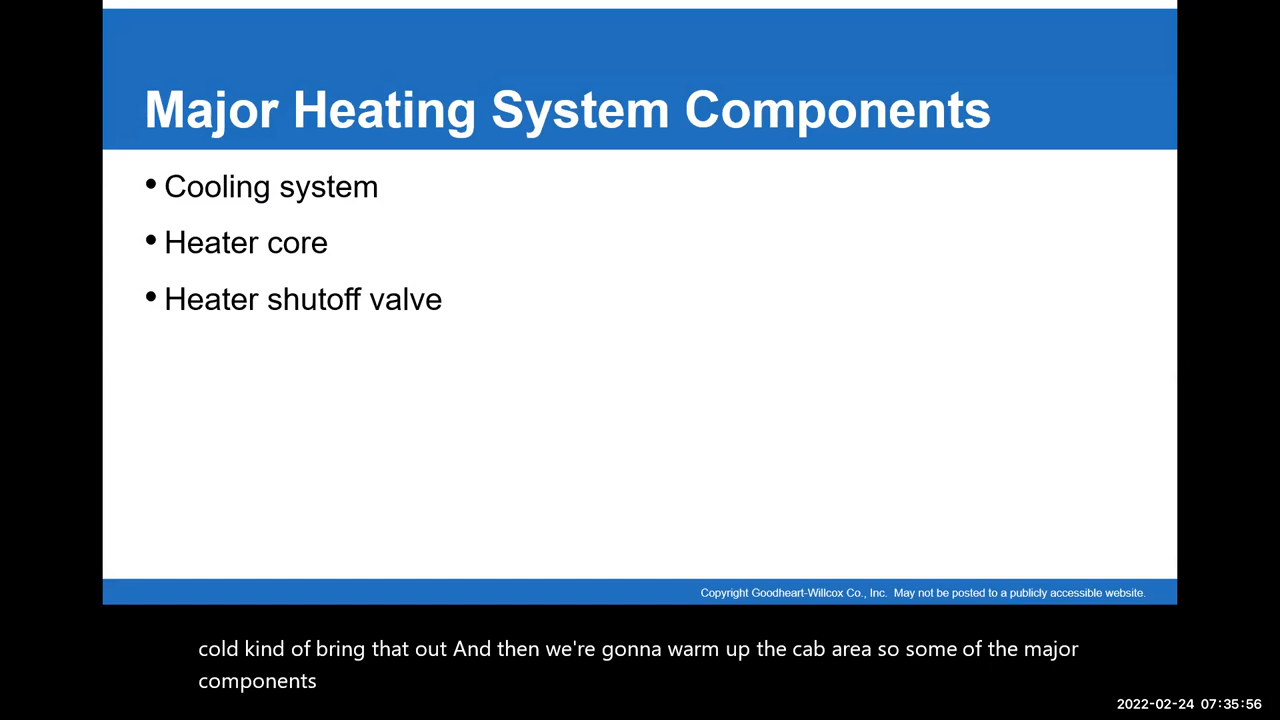 Major Heating System Components
• Cooling system
• Heater core
• Heater shutoff valve
Copyright Goodheart-Willcox Co., Inc.  May not be posted to a publicly accessible website.
cold kind of bring that out And then we're gonna warm up the cab area so some of the major
components
2022-02-24 07:35:56